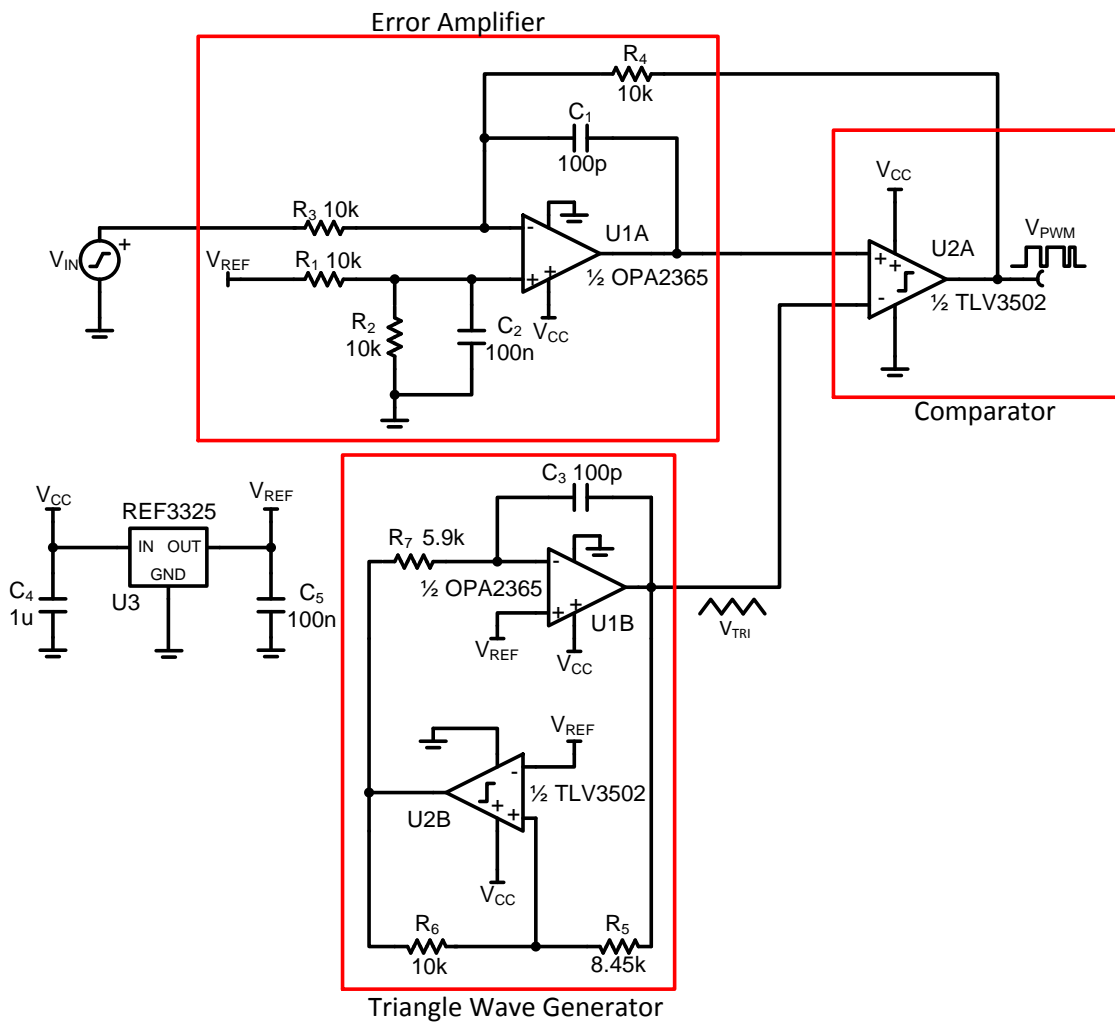 Error Amplifier
R4
10k
C1
100p
VCC
R3 10k
U1A
U2A
VPWM
VIN
+
-
+
+
VREF
R1 10k
½ OPA2365
+
+
-
½ TLV3502
R2
10k
C2
100n
VCC
Comparator
C3 100p
VCC
VREF
REF3325
IN OUT
GND
R7 5.9k
-
½ OPA2365
+
+
C4
1u
U3
C5
100n
U1B
VREF
VCC
VTRI
VREF
-
½ TLV3502
+
+
U2B
VCC
R6
10k
R5
8.45k
Triangle Wave Generator